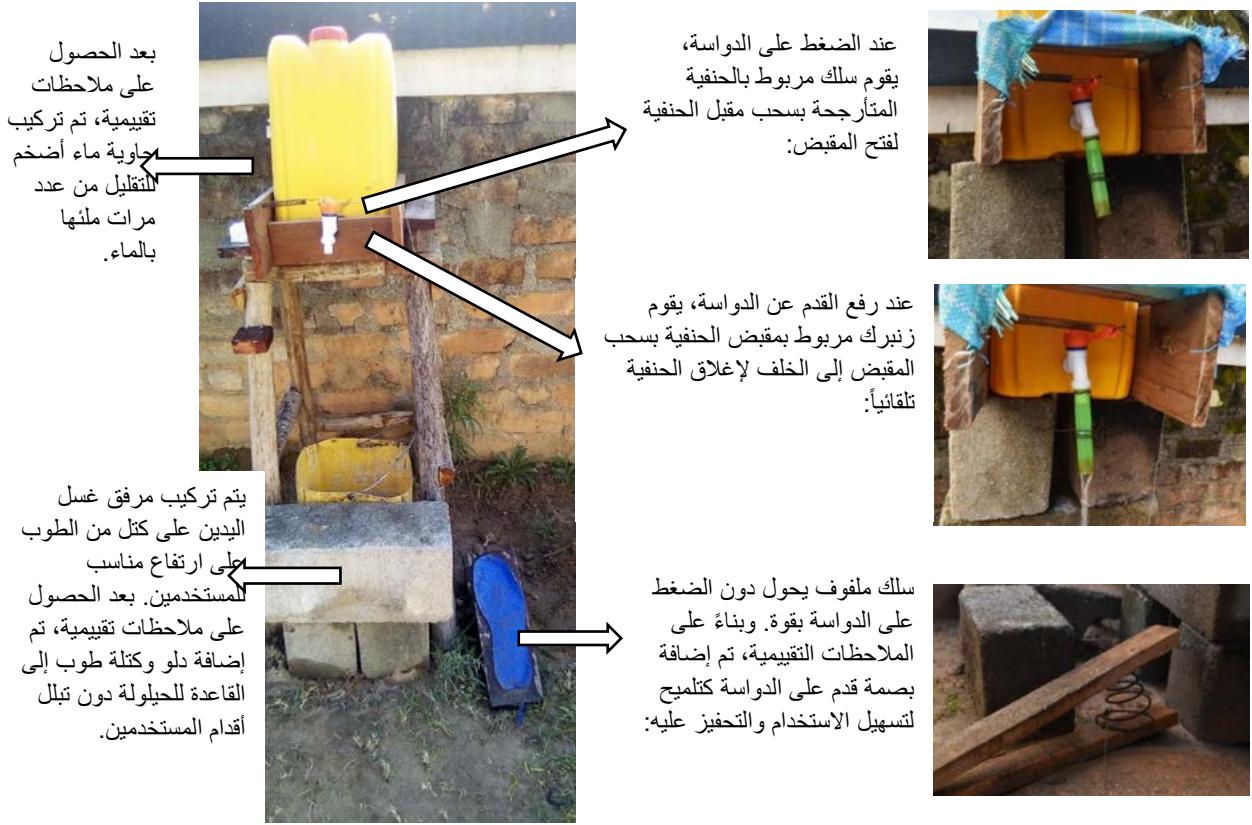 بعد الحصول
على ملاحظات
تقييمية، تم تركيب
حاوية ماء أضخم
للتقليل من عدد
مرات ملئها
بالماء.
عند الضغط على الدواسة،
يقوم سلك مربوط بالحنفية
المتأرجحة بسحب مقبل الحنفية
لفتح المقبض:
عند رفع القدم عن الدواسة، يقوم
زنبرك مربوط بمقبض الحنفية بسحب
المقبض إلى الخلف لإغلاق الحنفية
تلقائياً:
يتم تركيب مرفق غسل
اليدين على كتل من الطوب
على ارتفاع مناسب
للمستخدمين. بعد الحصول
على ملاحظات تقييمية، تم
إضافة دلو وكتلة طوب إلى
القاعدة للحيلولة دون تبلل
أقدام المستخدمين.
سلك ملفوف يحول دون الضغط
على الدواسة بقوة. وبناءً على
الملاحظات التقييمية، تم إضافة
بصمة قدم على الدواسة كتلميح
لتسهيل الاستخدام والتحفيز عليه: